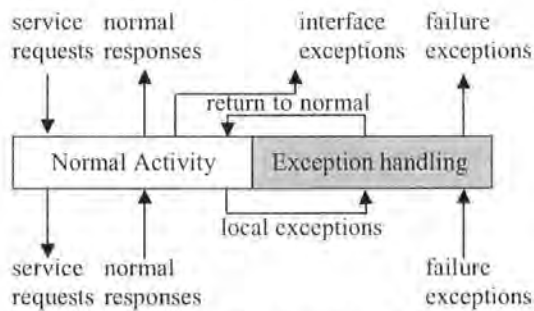 service normal interface failure
requests responses exceptions exceptions
return to normal
Normal Activity Exception handling
local exceptions
service normal failure
requests responses exceptions